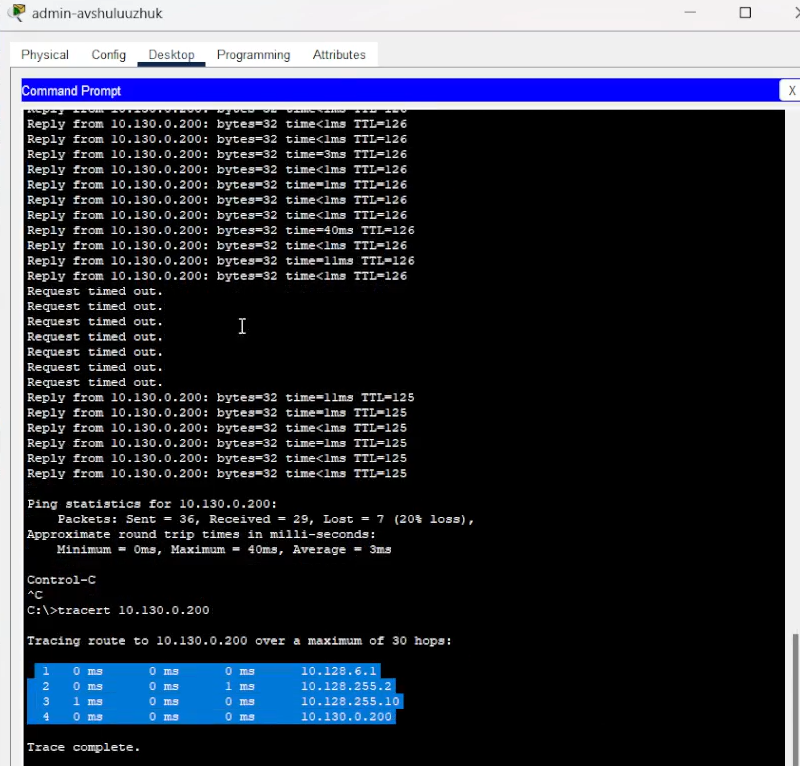 admin-avshuluuzhuk
Physical Config Desktop Programming Attributes
Command Prompt X
Reply from 10.130.0.200: bytes=32 time<1ms TTL=126
Reply from 10.130.0.200: bytes=32 time<1ms TTL=126
Reply from 10.130.0.200: bytes=32 time<1ms TTL=126
Reply from 10.130.0.200: bytes=32 time=3ms TTL=126
Reply from 10.130.0.200: bytes=32 time<1ms TTL=126
Reply from 10.130.0.200: bytes=32 time=1ms TTL=126
Reply from 10.130.0.200: bytes=32 time<1ms TTL=126
Reply from 10.130.0.200: bytes=32 time<1ms TTL=126
Reply from 10.130.0.200: bytes=32 time=40ms TTL=126
Reply from 10.130.0.200: bytes=32 time<1ms TTL=126
Reply from 10.130.0.200: bytes=32 time=11ms TTL=126
Reply from 10.130.0.200: bytes=32 time<1ms TTL=126
Request timed out.
Request timed out.
Request timed out.
Request timed out.
Request timed out.
Request timed out.
Request timed out.
Reply from 10.130.0.200: bytes=32 time=11ms TTL=125
Reply from 10.130.0.200: bytes=32 time=1ms TTL=125
Reply from 10.130.0.200: bytes=32 time<1ms TTL=125
Reply from 10.130.0.200: bytes=32 time=1ms TTL=125
Reply from 10.130.0.200: bytes=32 time<1ms TTL=125
Reply from 10.130.0.200: bytes=32 time<1ms TTL=125
Ping statistics for 10.130.0.200:
Packets: Sent = 36, Received = 29, Lost = 7 (20% loss),
Approximate round trip times in milli-seconds:
Minimum = 0ms, Maximum = 40ms, Average = 3ms
Control-C
^C
C:\>tracert 10.130.0.200
Tracing route to 10.130.0.200 over a maximum of 30 hops:
1 0 ms 0 ms 0 ms 10.128.6.1
2 0 ms 0 ms 1 ms 10.128.255.2
3 1 ms 0 ms 0 ms 10.128.255.10
4 0 ms 0 ms 0 ms 10.130.0.200
Trace complete.